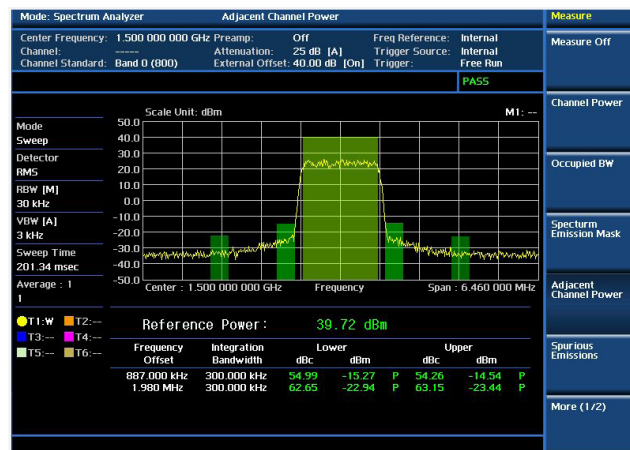 Mode: Spectrum Analyzer Adjacent Channel Power
Center Frequency: 1.500 000 000 GHz Preamp: Off Freq Reference: Internal
Channel: ----- Attenuation: 25 dB [A] Trigger Source: Internal
Channel Standard: Band 0 (800) External Offset: 40.00 dB [On] Trigger: Free Run
PASS
Scale Unit: dBm M1: --
50.0
40.0
30.0
20.0
10.0
0.0
-10.0
-20.0
-30.0
-40.0
-50.0
Center : 1.500 000 000 GHz Frequency Span : 6.460 000 MHz
Mode
Sweep
Detector
RMS
RBW [M]
30 kHz
VBW [A]
3 kHz
Sweep Time
201.34 msec
Average : 1
1
T1:W T2:--
T3:-- T4:--
T5:-- T6:--
Reference Power: 39.72 dBm
Frequency Integration Lower Upper
Offset Bandwidth dBc dBm dBc dBm
887.000 kHz 300.000 kHz 54.99 -15.27 P 54.26 -14.54 P
1.980 MHz 300.000 kHz 62.65 -22.94 P 63.15 -23.44 P
Measure
Measure Off
Channel Power
Occupied BW
Specturm
Emission Mask
Adjacent
Channel Power
Spurious
Emissions
More (1/2)